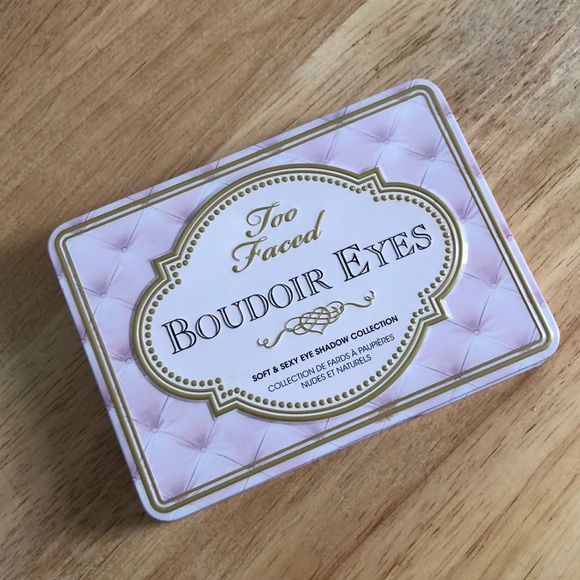 Too
Faced
BOUDOIR EYES
SOFT & SEXY EYE SHADOW COLLECTION
COLLECTION DE FARDS À PAUPIÈRES
NUDES ET NATURELS